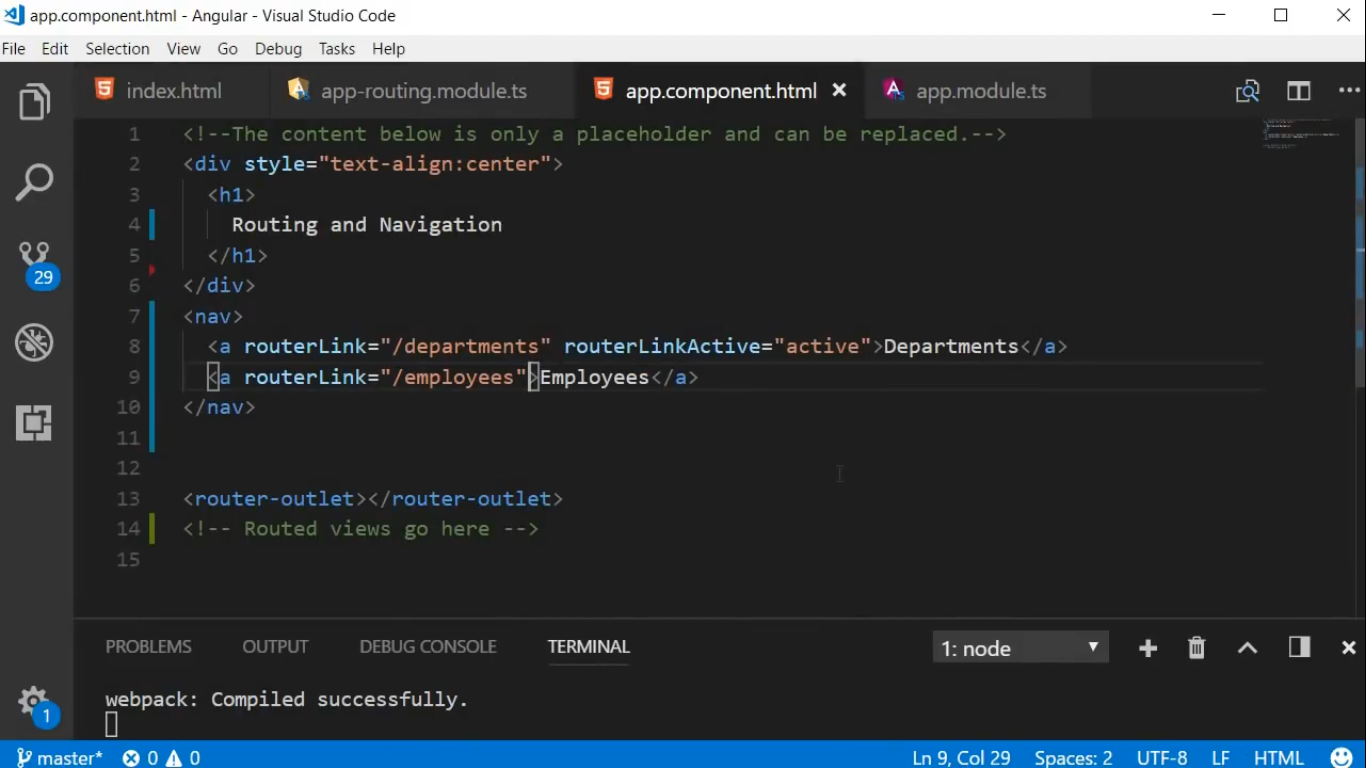 app.component.html - Angular - Visual Studio Code
File Edit Selection View Go Debug Tasks Help
index.html app-routing.module.ts app.component.html app.module.ts
1 <!--The content below is only a placeholder and can be replaced.-->
2 <div style="text-align:center">
3 <h1>
4 Routing and Navigation
5 </h1>
6 </div>
7 <nav>
8 <a routerLink="/departments" routerLinkActive="active">Departments</a>
9 <a routerLink="/employees">Employees</a>
10 </nav>
11
12
13 <router-outlet></router-outlet>
14 <!-- Routed views go here -->
15
29
1
PROBLEMS OUTPUT DEBUG CONSOLE TERMINAL 1: node
webpack: Compiled successfully.
master* 0 0 Ln 9, Col 29 Spaces: 2 UTF-8 LF HTML